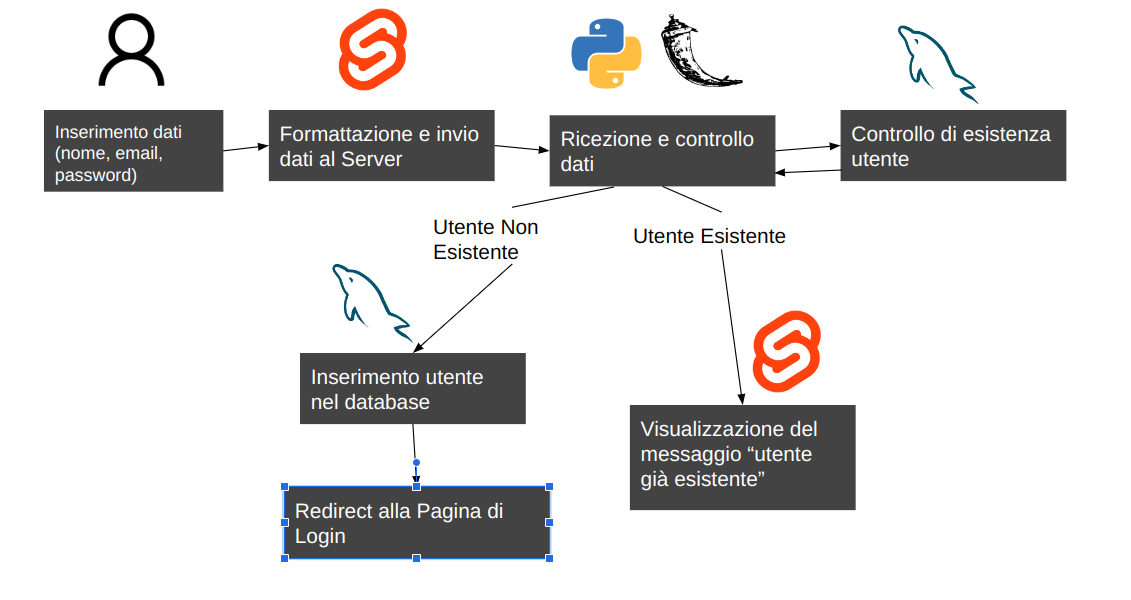 Inserimento dati
(nome, email,
password)
Formattazione e invio
dati al Server
Ricezione e controllo
dati
Controllo di esistenza
utente
Utente Non
Esistente
Utente Esistente
Inserimento utente
nel database
Visualizzazione del
messaggio “utente
già esistente”
Redirect alla Pagina di
Login